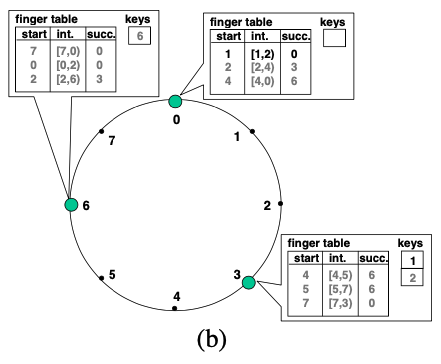 finger table keys
start int. succ. 6
7 [7,0) 0
0 [0,2) 0
2 [2,6) 3
finger table keys
start int. succ.
1 [1,2) 0
2 [2,4) 3
4 [4,0) 6
0
7
1
6
2
5
3
4
finger table keys
start int. succ. 1
4 [4,5) 6 2
5 [5,7) 6
7 [7,3) 0
(b)